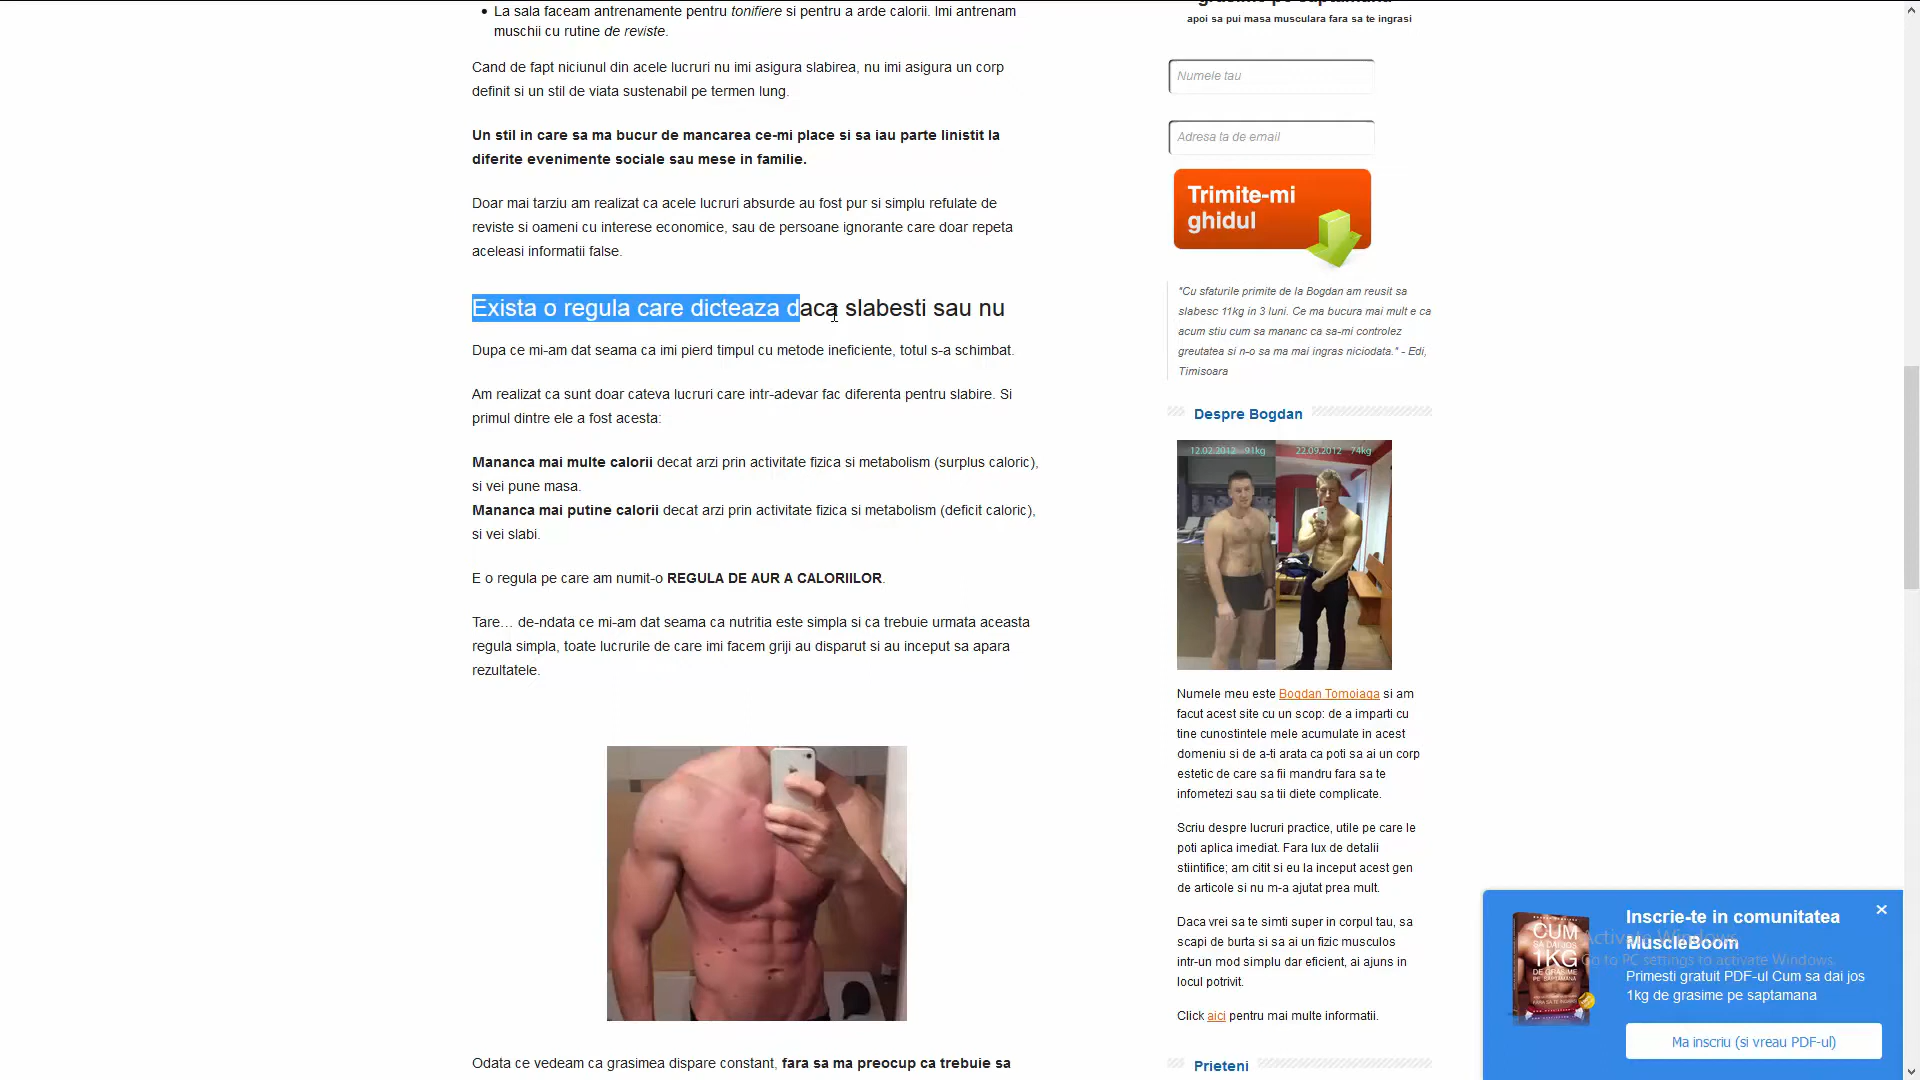 La sala faceam antrenamente pentru tonifiere si pentru a arde calorii. Imi antrenam
muschii cu rutine de reviste.
Cand de fapt niciunul din acele lucruri nu imi asigura slabirea, nu imi asigura un corp
definit si un stil de viata sustenabil pe termen lung.
Un stil in care sa ma bucur de mancarea ce-mi place si sa iau parte linistit la
diferite evenimente sociale sau mese in familie.
Doar mai tarziu am realizat ca acele lucruri absurde au fost pur si simplu refulate de
reviste si oameni cu interese economice, sau de persoane ignorante care doar repeta
aceleasi informatii false.
Exista o regula care dicteaza daca slabesti sau nu
Dupa ce mi-am dat seama ca imi pierd timpul cu metode ineficiente, totul s-a schimbat.
Am realizat ca sunt doar cateva lucruri care intr-adevar fac diferenta pentru slabire. Si
primul dintre ele a fost acesta:
Mananca mai multe calorii decat arzi prin activitate fizica si metabolism (surplus caloric),
si vei pune masa.
Mananca mai putine calorii decat arzi prin activitate fizica si metabolism (deficit caloric),
si vei slabi.
E o regula pe care am numit-o REGULA DE AUR A CALORIILOR.
Tare… de-ndata ce mi-am dat seama ca nutritia este simpla si ca trebuie urmata aceasta
regula simpla, toate lucrurile de care imi facem griji au disparut si au inceput sa apara
rezultatele.
Odata ce vedeam ca grasimea dispare constant, fara sa ma preocup ca trebuie sa
grasime pe saptamana
apoi sa pui masa musculara fara sa te ingrasi
Numele tau
Adresa ta de email
Trimite-mi
ghidul
"Cu sfaturile primite de la Bogdan am reusit sa
slabesc 11kg in 3 luni. Ce ma bucura mai mult e ca
acum stiu cum sa mananc ca sa-mi controlez
greutatea si n-o sa ma mai ingras niciodata." - Edi,
Timisoara
Despre Bogdan
12.02.2012 91kg
22.09.2012 74kg
Numele meu este Bogdan Tomoiaga si am
facut acest site cu un scop: de a imparti cu
tine cunostintele mele acumulate in acest
domeniu si de a-ti arata ca poti sa ai un corp
estetic de care sa fii mandru fara sa te
infometezi sau sa tii diete complicate.
Scriu despre lucruri practice, utile pe care le
poti aplica imediat. Fara lux de detalii
stiintifice; am citit si eu la inceput acest gen
de articole si nu m-a ajutat prea mult.
Daca vrei sa te simti super in corpul tau, sa
scapi de burta si sa ai un fizic musculos
intr-un mod simplu dar eficient, ai ajuns in
locul potrivit.
Click aici pentru mai multe informatii.
Prieteni
CUM
SA DAI JOS
1KG
DE GRASIME
PE SAPTAMANA
Inscrie-te in comunitatea
MuscleBoom
Activate Windows
Go to PC settings to activate Windows.
Primesti gratuit PDF-ul Cum sa dai jos
1kg de grasime pe saptamana
Ma inscriu (si vreau PDF-ul)